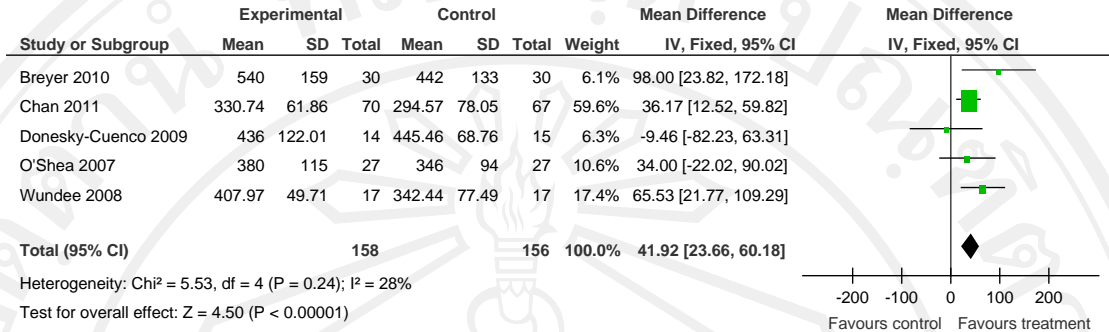 Experimental Control Mean Difference Mean Difference
Study or Subgroup Mean SD Total Mean SD Total Weight IV, Fixed, 95% CI IV, Fixed, 95% CI
Breyer 2010 540 159 30 442 133 30 6.1% 98.00 [23.82, 172.18]
Chan 2011 330.74 61.86 70 294.57 78.05 67 59.6% 36.17 [12.52, 59.82]
Donesky-Cuenco 2009 436 122.01 14 445.46 68.76 15 6.3% -9.46 [-82.23, 63.31]
O'Shea 2007 380 115 27 346 94 27 10.6% 34.00 [-22.02, 90.02]
Wundee 2008 407.97 49.71 17 342.44 77.49 17 17.4% 65.53 [21.77, 109.29]
Total (95% CI) 158 156 100.0% 41.92 [23.66, 60.18]
Heterogeneity: Chi² = 5.53, df = 4 (P = 0.24); I² = 28%
Test for overall effect: Z = 4.50 (P < 0.00001)
-200 -100 0 100 200
Favours control Favours treatment